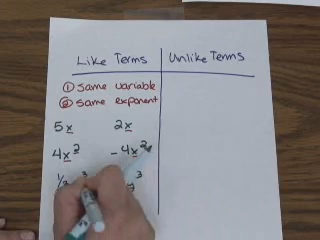 Like Terms Unlike Terms
① same variable
② same exponent
5x 2x
4x² -4x²